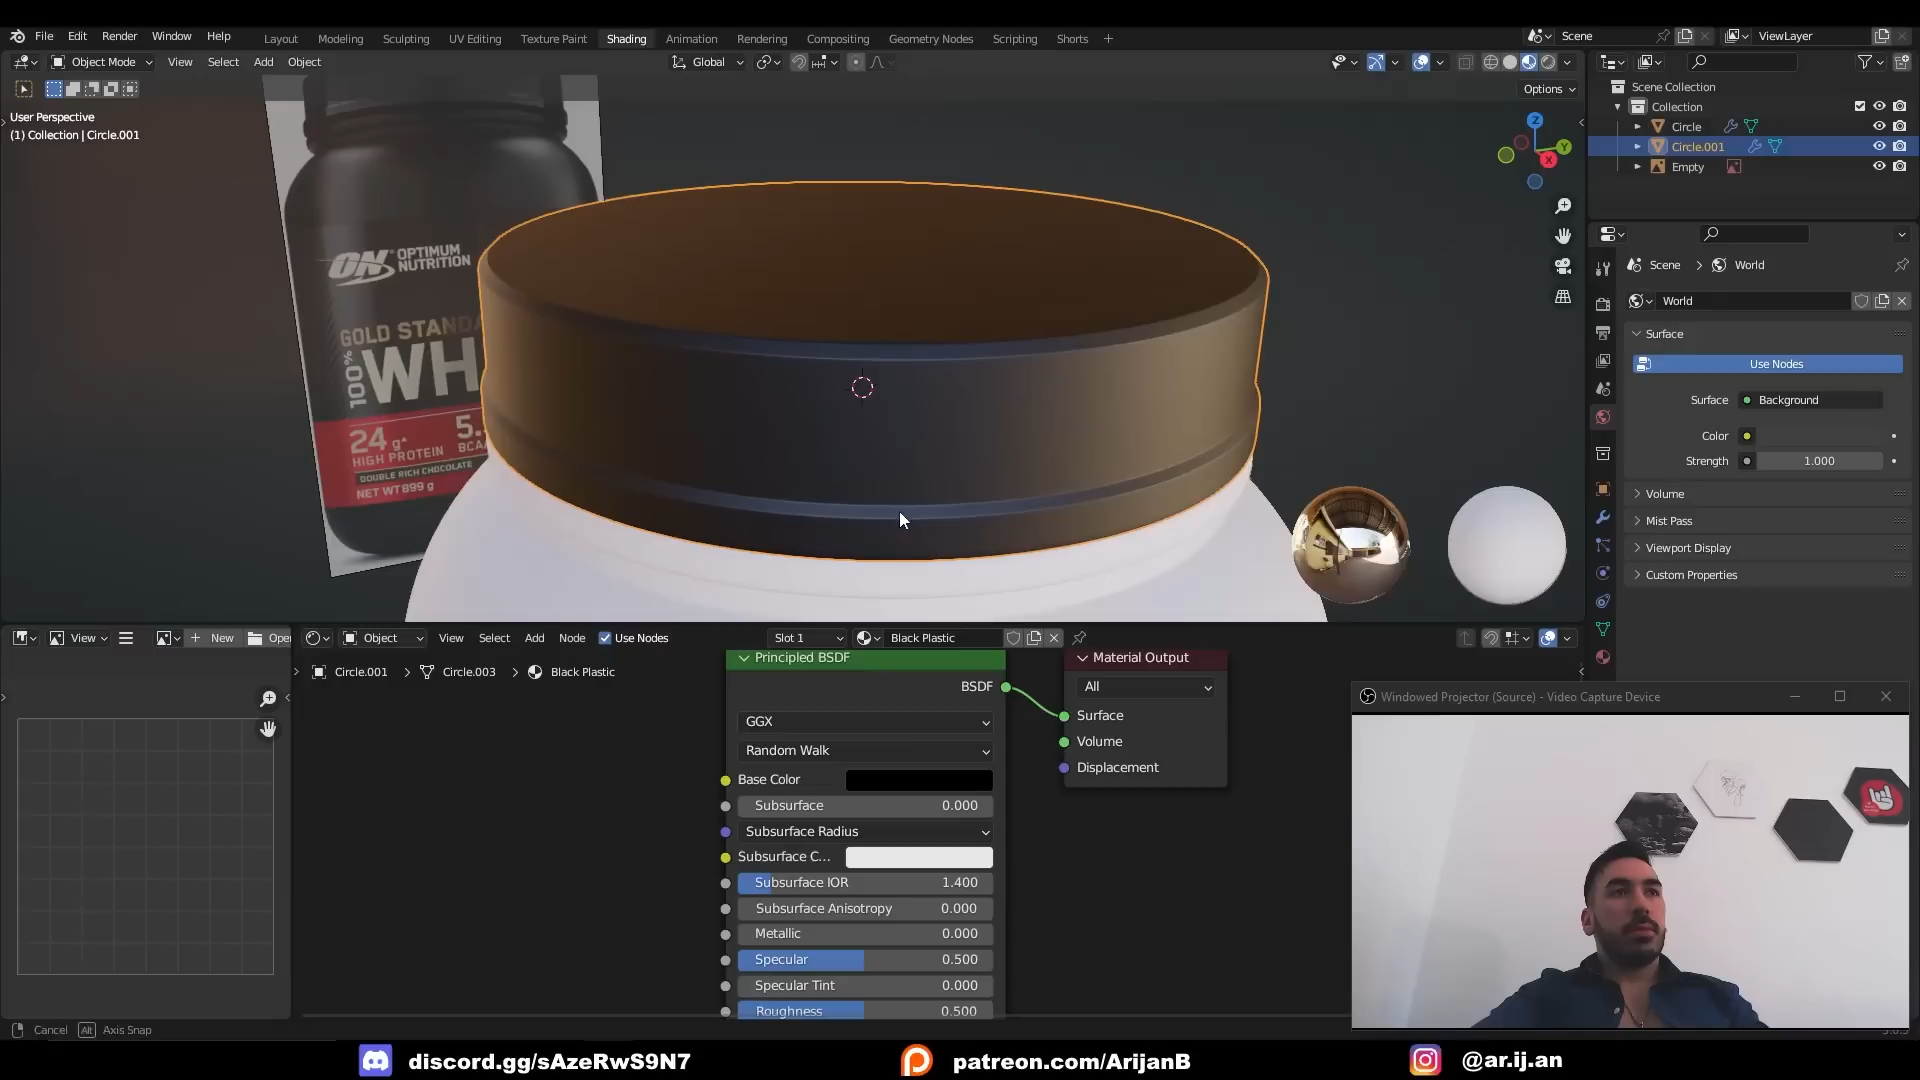 File Edit Render Window Help
Layout Modeling Sculpting UV Editing Texture Paint Shading Animation Rendering Compositing Geometry Nodes Scripting Shorts +
Scene
ViewLayer
Object Mode View Select Add Object
Global
Options
User Perspective
(1) Collection | Circle.001
Z
Y
X
Scene Collection
Collection
Circle
Circle.001
Empty
Scene > World
World
Surface
Use Nodes
Surface Background
Color
Strength 1.000
Volume
Mist Pass
Viewport Display
Custom Properties
ON OPTIMUM
NUTRITION
GOLD STANDA
100% WH
24 g 5.
HIGH PROTEIN BCAA
DOUBLE RICH CHOCOLATE
NET WT 899 g
View
New
Open
Object View Select Add Node Use Nodes
Slot 1
Black Plastic
Circle.001 > Circle.003 > Black Plastic
Principled BSDF
BSDF
GGX
Random Walk
Base Color
Subsurface 0.000
Subsurface Radius
Subsurface C...
Subsurface IOR 1.400
Subsurface Anisotropy 0.000
Metallic 0.000
Specular 0.500
Specular Tint 0.000
Roughness 0.500
Material Output
All
Surface
Volume
Displacement
Windowed Projector (Source) - Video Capture Device
Cancel Alt Axis Snap
discord.gg/sAzeRwS9N7
patreon.com/ArijanB
@ar.ij.an